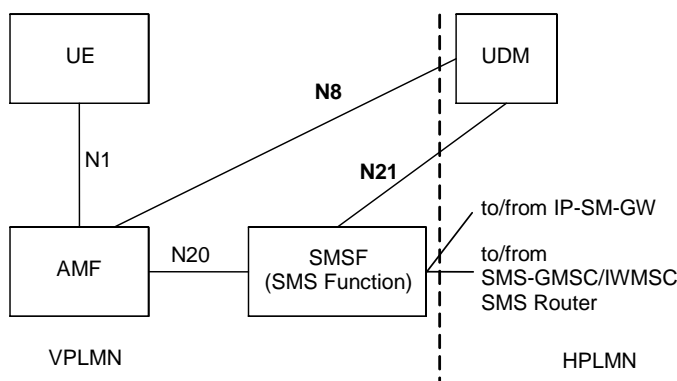 UE
UDM
N8
N1
N21
to/from IP-SM-GW
AMF
N20
SMSF
(SMS Function)
to/from
SMS-GMSC/IWMSC
SMS Router
VPLMN
HPLMN